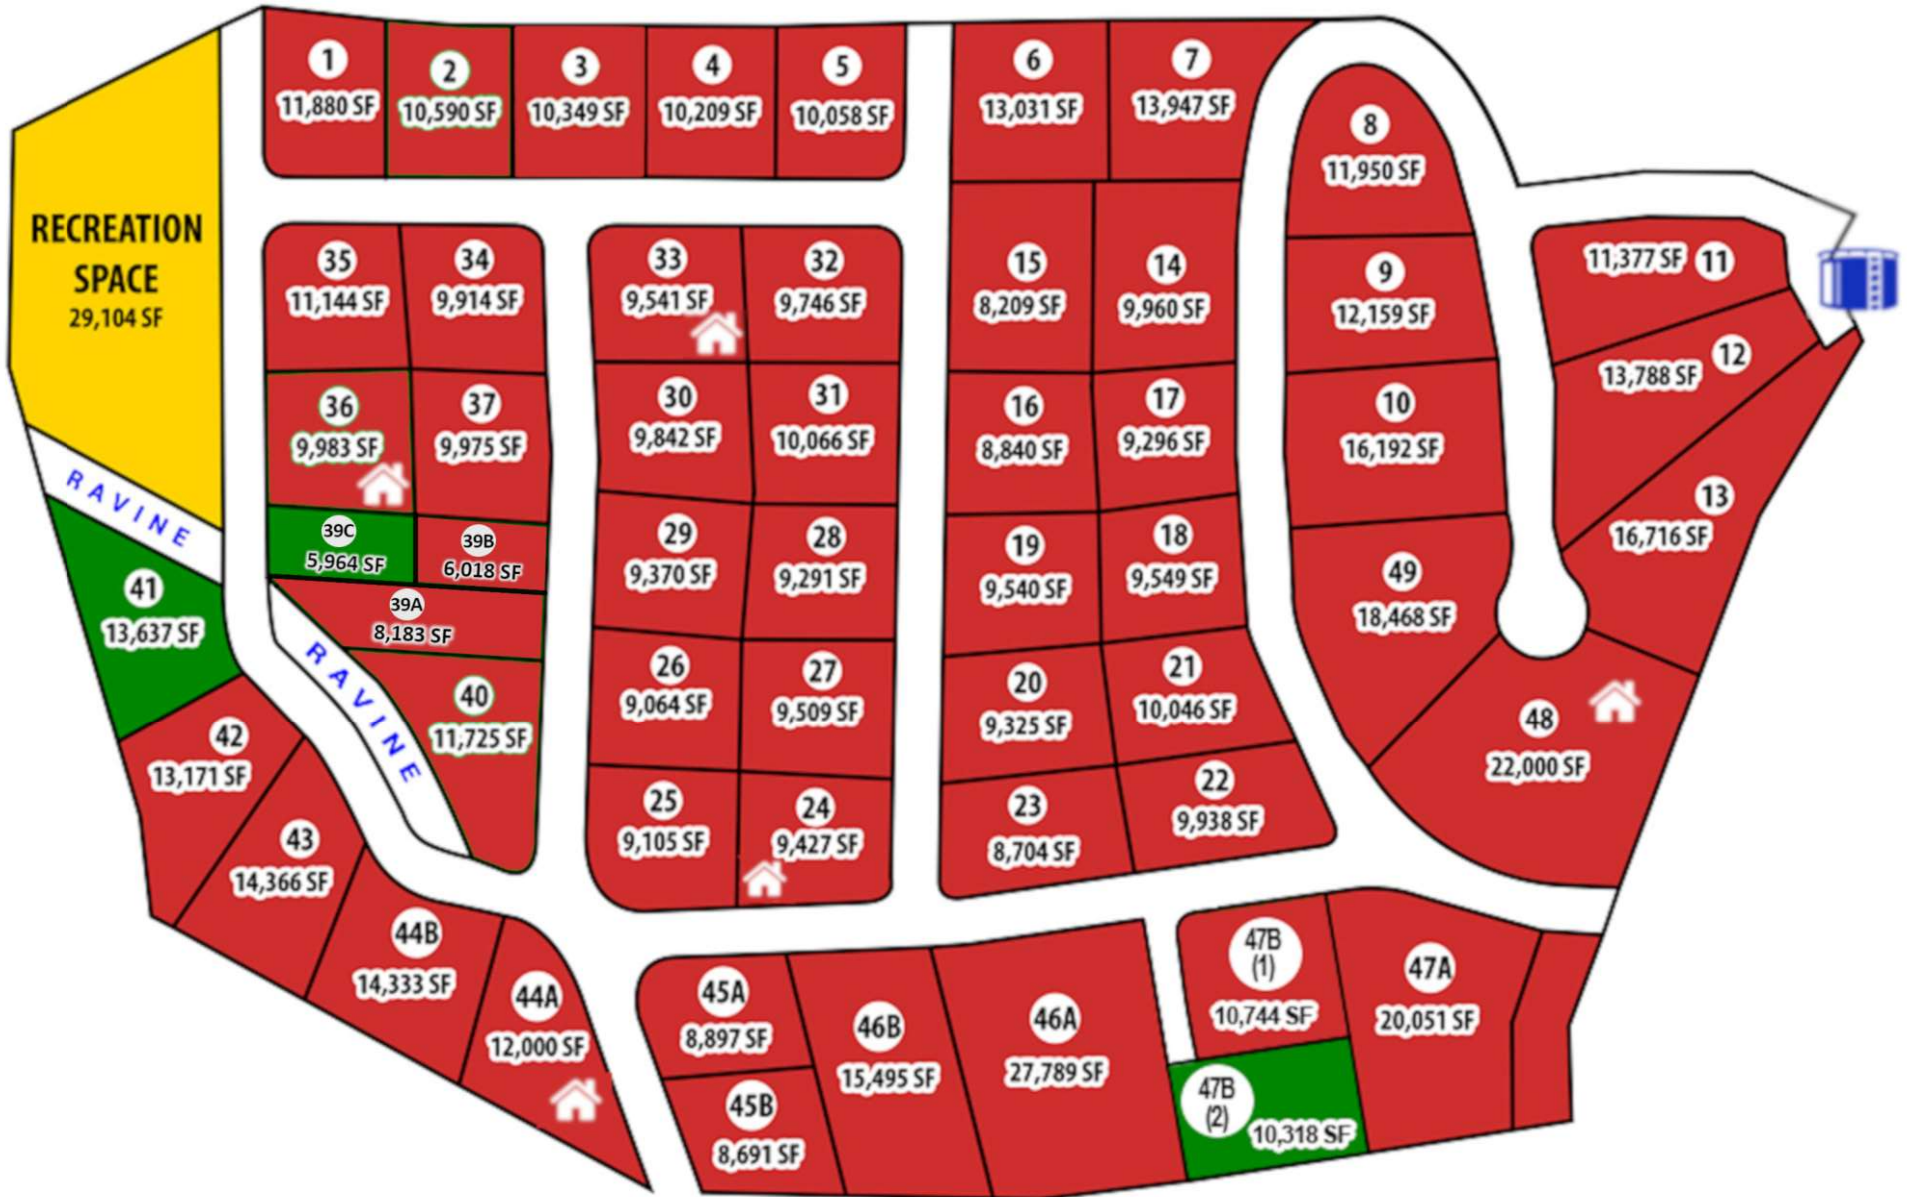 1
11,880 SF
2
10,590 SF
3
10,349 SF
4
10,209 SF
5
10,058 SF
6
13,031 SF
7
13,947 SF
8
11,950 SF
9
12,159 SF
10
16,192 SF
11,377 SF 11
12
13,788 SF
13
16,716 SF
RECREATION
SPACE
29,104 SF
RAVINE
35
11,144 SF
34
9,914 SF
33
9,541 SF
32
9,746 SF
15
8,209 SF
14
9,960 SF
36
9,983 SF
37
9,975 SF
30
9,842 SF
31
10,066 SF
16
8,840 SF
17
9,296 SF
39C
5,964 SF
39B
6,018 SF
39A
8,183 SF
29
9,370 SF
28
9,291 SF
19
9,540 SF
18
9,549 SF
49
18,468 SF
41
13,637 SF
RAVINE
40
11,725 SF
26
9,064 SF
27
9,509 SF
20
9,325 SF
21
10,046 SF
48
22,000 SF
42
13,171 SF
25
9,105 SF
24
9,427 SF
23
8,704 SF
22
9,938 SF
43
14,366 SF
44B
14,333 SF
44A
12,000 SF
45A
8,897 SF
45B
8,691 SF
46B
15,495 SF
46A
27,789 SF
47B
(1)
10,744 SF
47B
(2)
10,318 SF
47A
20,051 SF